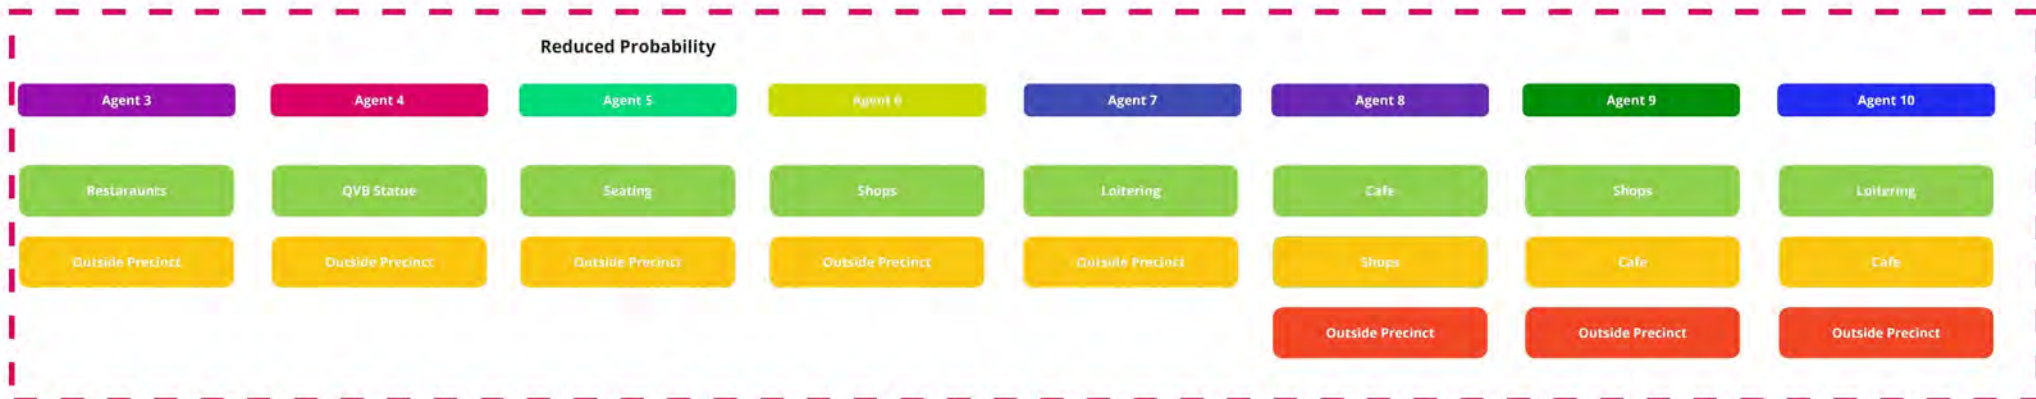 Reduced Probability
Agent 3 Agent 4 Agent 5 Agent 6 Agent 7 Agent 8 Agent 9 Agent 10
Restaraunts QVB Statue Seating Shops Loitering Cafe Shops Loitering
Outside Precinct Outside Precinct Outside Precinct Outside Precinct Outside Precinct Shops Cafe Cafe
Outside Precinct Outside Precinct Outside Precinct